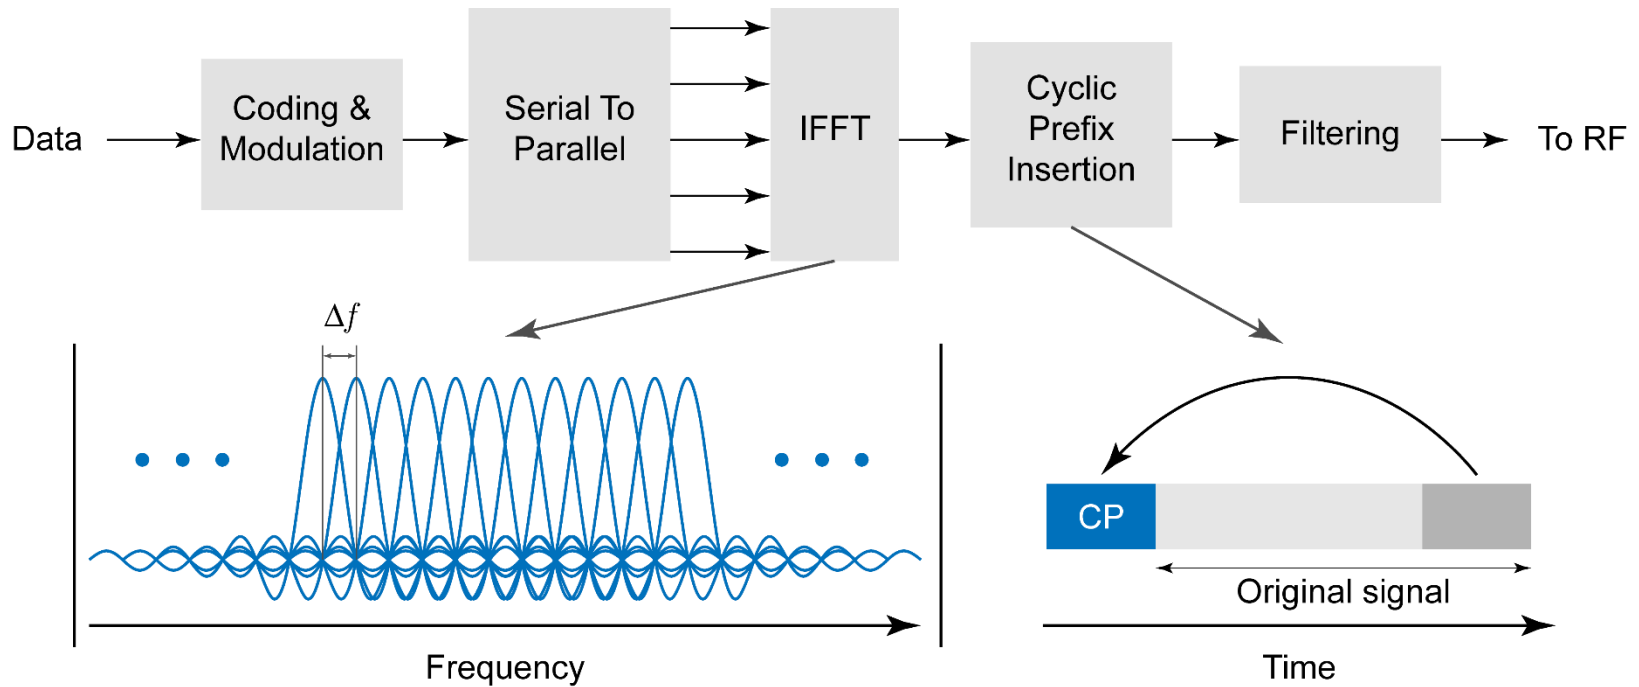 Data
Coding &
Modulation
Serial To
Parallel
IFFT
Cyclic
Prefix
Insertion
Filtering
To RF
Δf
CP
Original signal
Frequency
Time